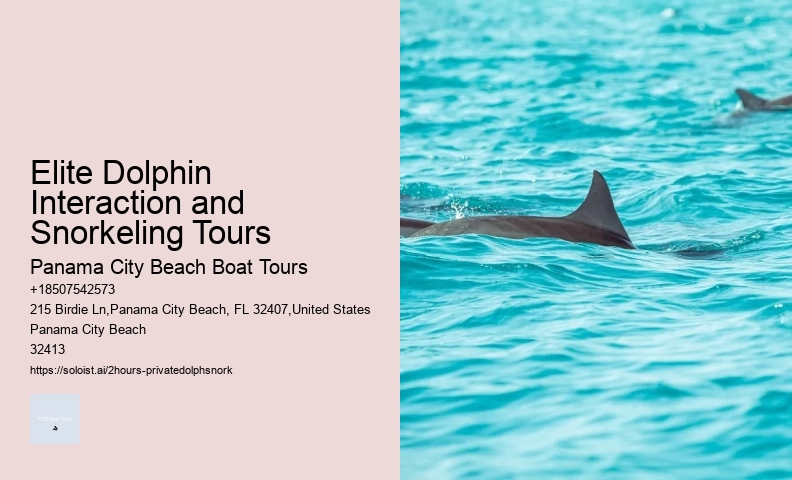 Elite Dolphin
Interaction and
Snorkeling Tours
Panama City Beach Boat Tours
+18507542573
215 Birdie Ln,Panama City Beach, FL 32407,United States
Panama City Beach
32413
https://soloist.ai/2hours-privatedolphsnork